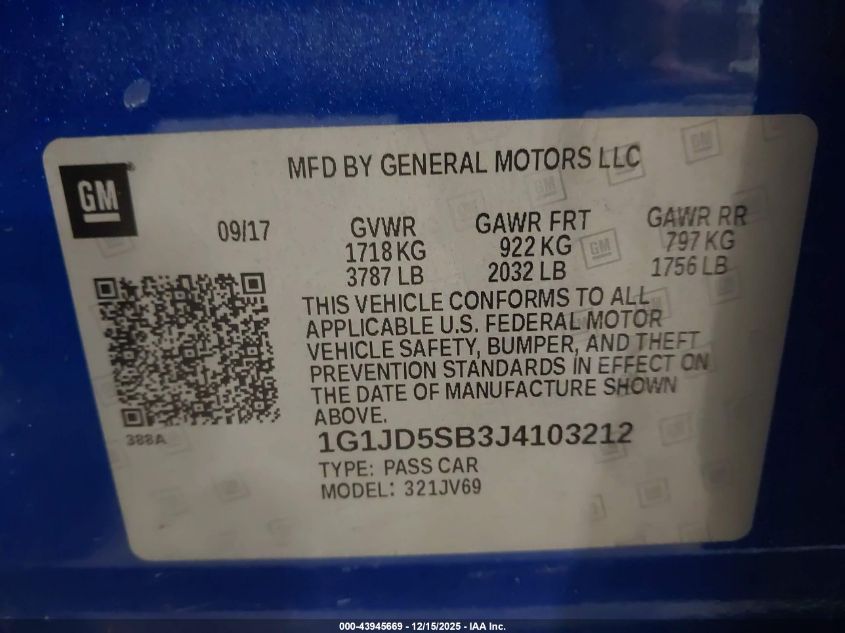 MFD BY GENERAL MOTORS LLC
GM
09/17
GVWR
1718 KG
3787 LB
GAWR FRT
922 KG
2032 LB
GAWR RR
797 KG
1756 LB
THIS VEHICLE CONFORMS TO ALL
APPLICABLE U.S. FEDERAL MOTOR
VEHICLE SAFETY, BUMPER, AND THEFT
PREVENTION STANDARDS IN EFFECT ON
THE DATE OF MANUFACTURE SHOWN
ABOVE.
388A
1G1JD5SB3J4103212
TYPE: PASS CAR
MODEL: 321JV69
000-43945669 - 12/15/2025 - IAA Inc.